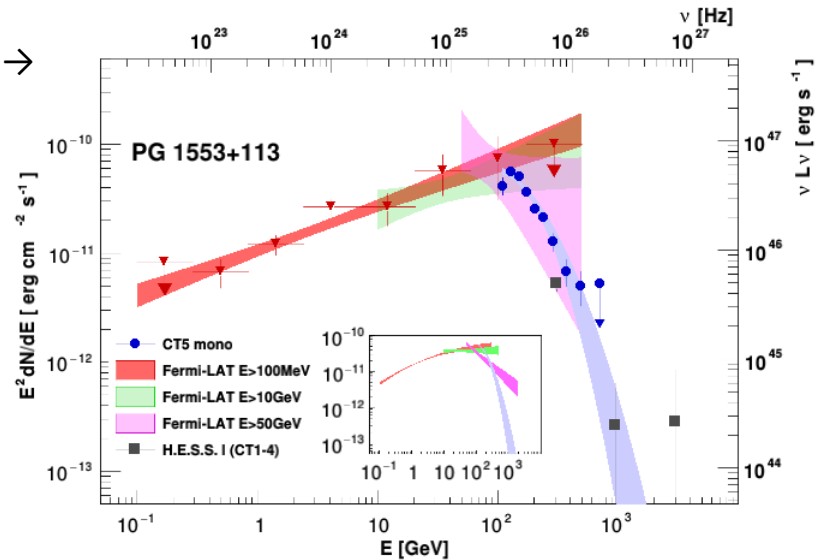 ν [Hz]
10^23 10^24 10^25 10^26 10^27
→
PG 1553+113
E^2 dN/dE [ erg cm^-2 s^-1 ]
10^-10
10^-11
10^-12
10^-13
ν Lν [ erg s^-1 ]
10^47
10^46
10^45
10^44
CT5 mono
Fermi-LAT E>100MeV
Fermi-LAT E>10GeV
Fermi-LAT E>50GeV
H.E.S.S. I (CT1-4)
10^-10
10^-11
10^-12
10^-13
10^-1 1 10 10^2 10^3
10^-1 1 10 10^2 10^3
E [GeV]